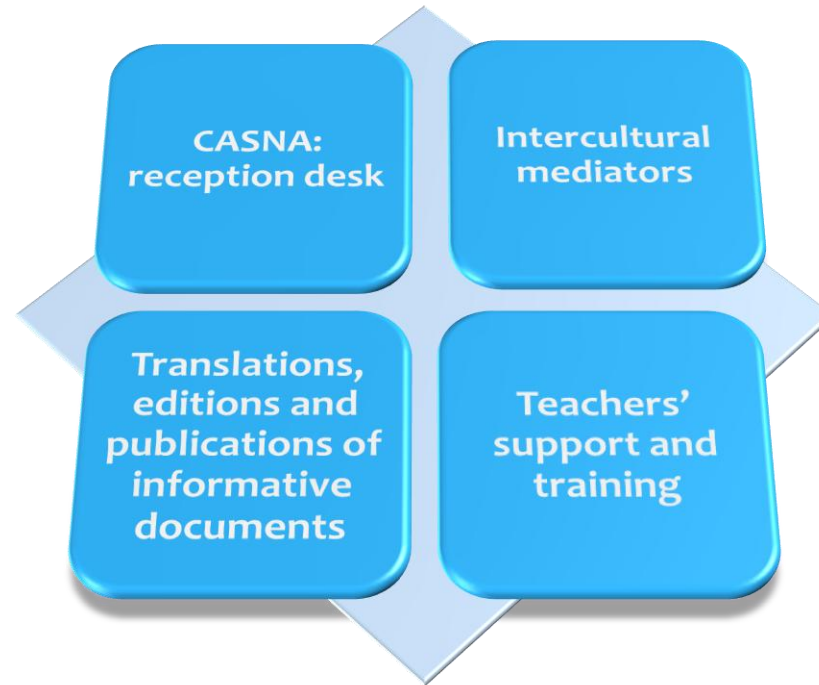 CASNA:
reception desk
Intercultural
mediators
Translations,
editions and
publications of
informative
documents
Teachers’
support and
training